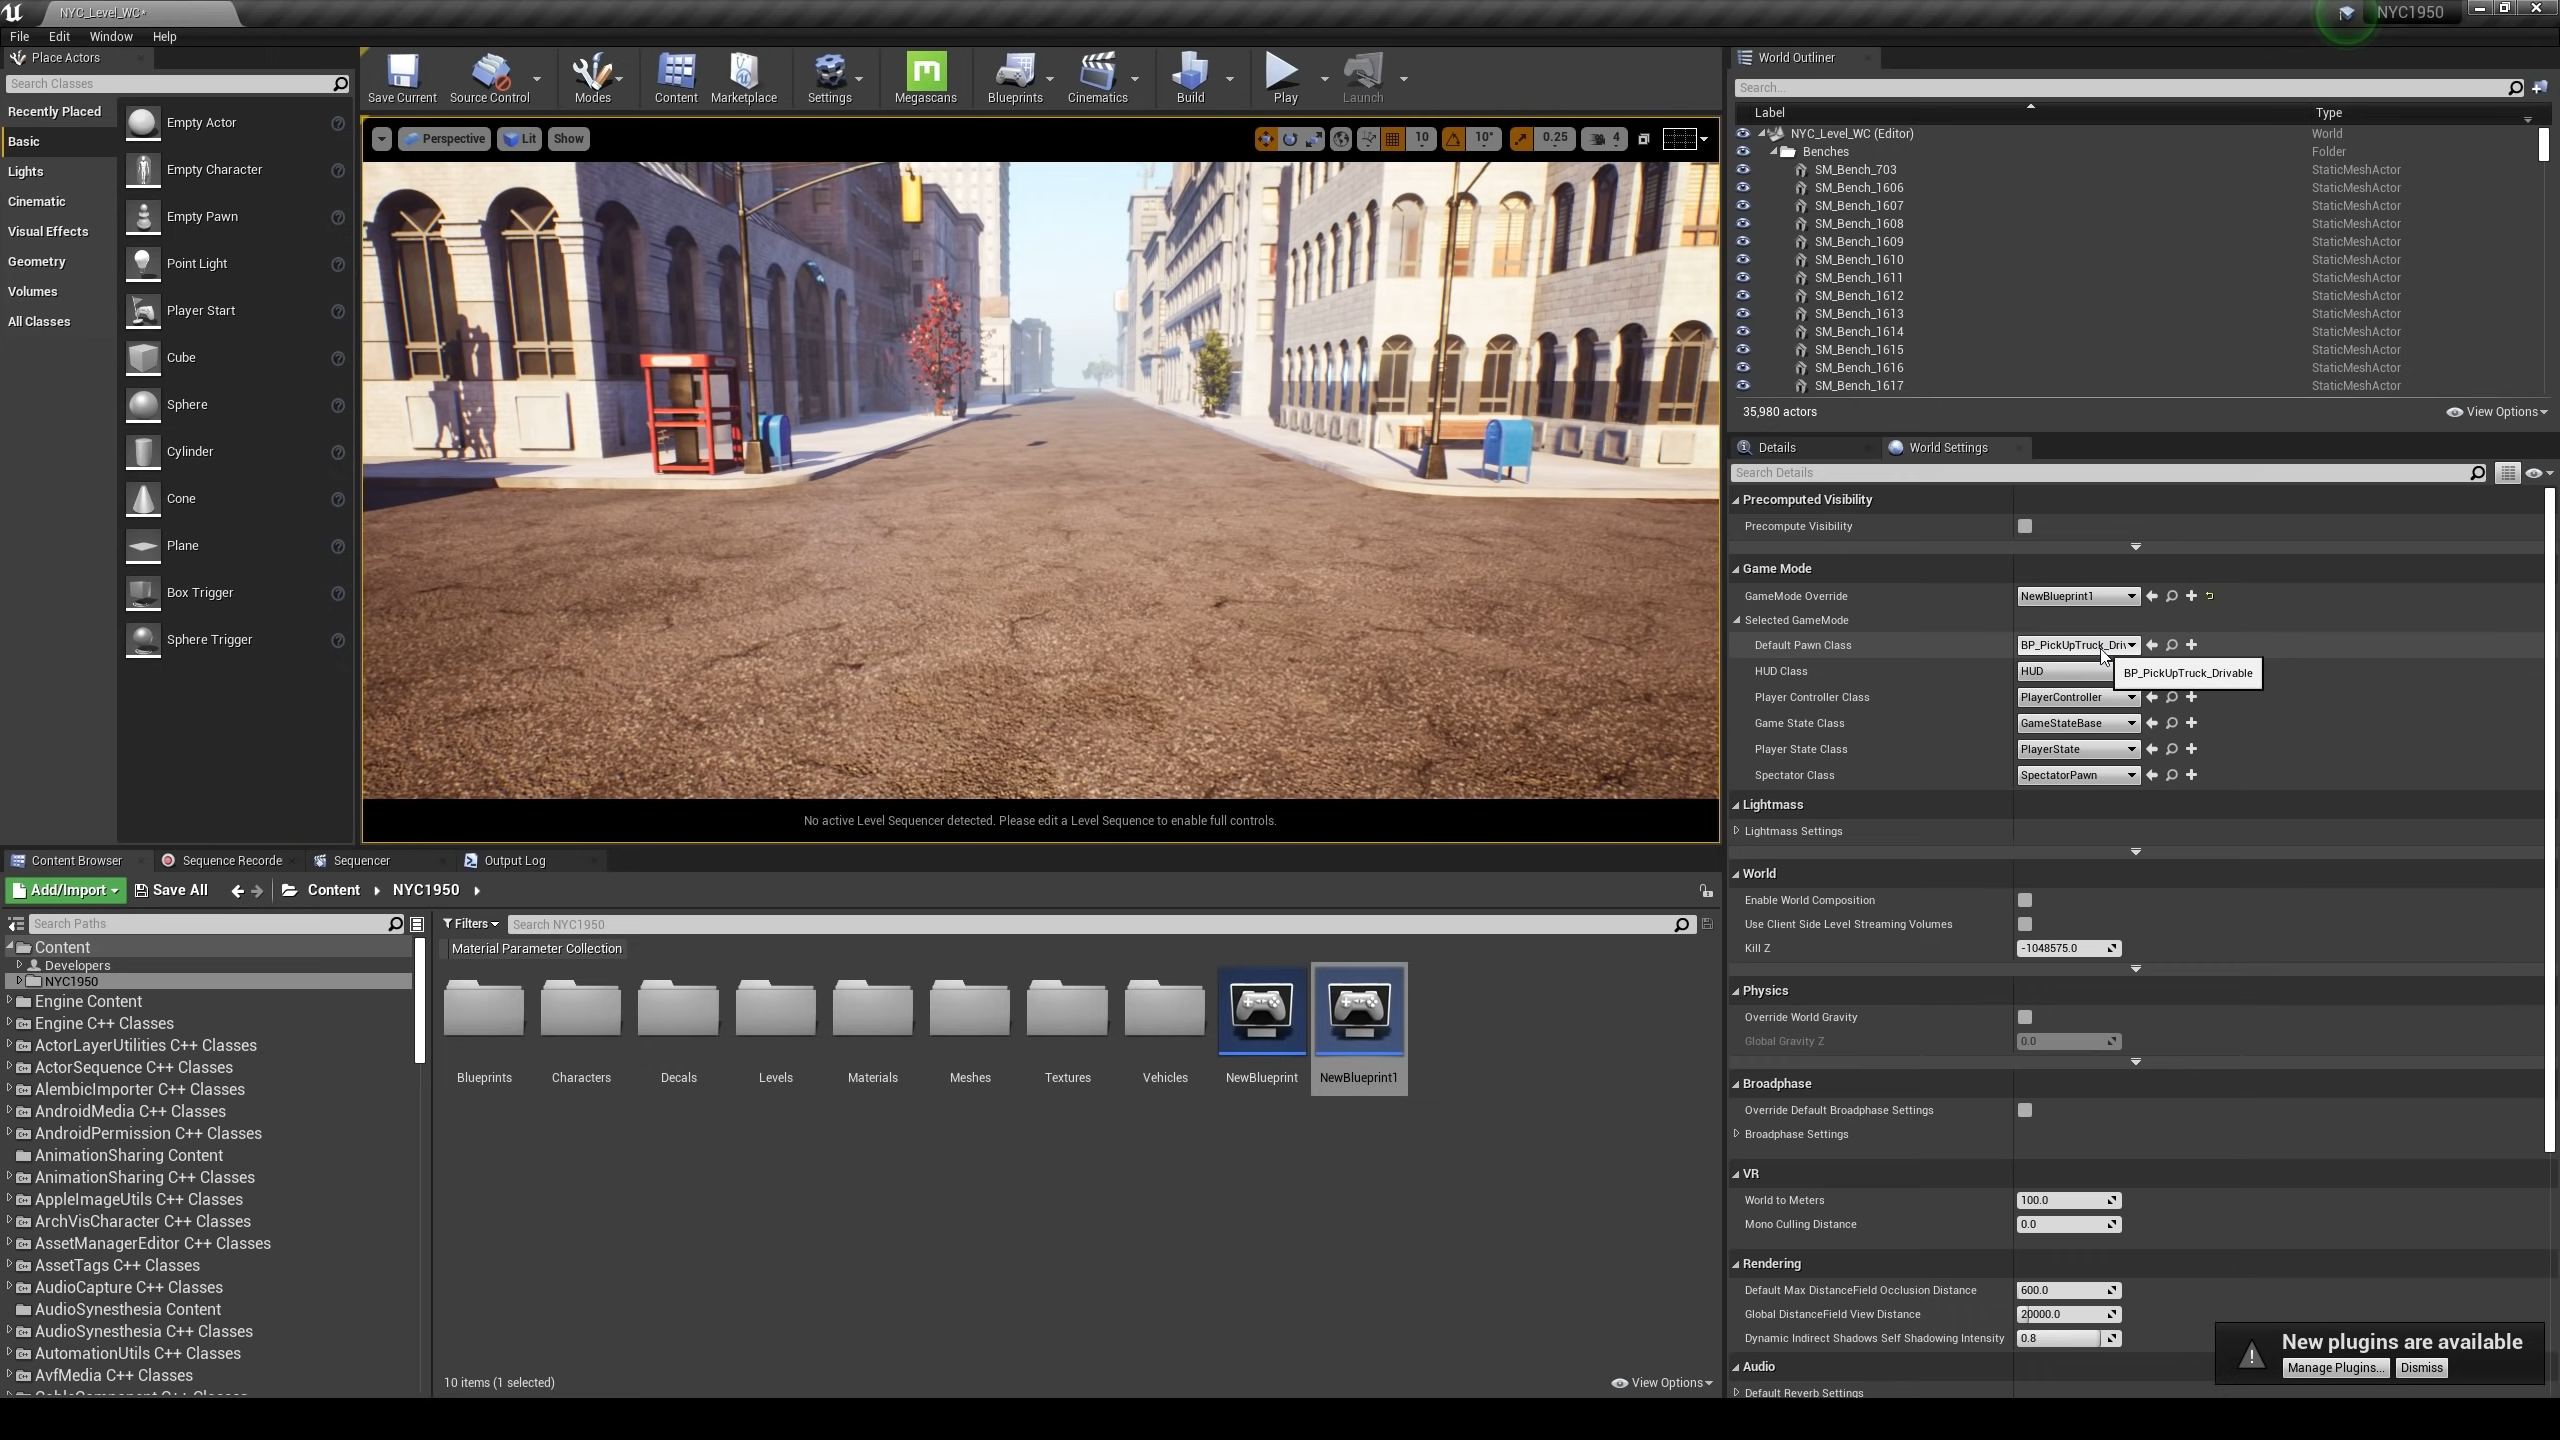 NYC_Level_WC*
NYC1950
File Edit Window Help
Place Actors
Search Classes
Recently Placed
Basic
Lights
Cinematic
Visual Effects
Geometry
Volumes
All Classes
Empty Actor
Empty Character
Empty Pawn
Point Light
Player Start
Cube
Sphere
Cylinder
Cone
Plane
Box Trigger
Sphere Trigger
Save Current Source Control Modes Content Marketplace Settings Megascans Blueprints Cinematics Build Play Launch
Perspective Lit Show 10 10° 0.25 4
No active Level Sequencer detected. Please edit a Level Sequence to enable full controls.
World Outliner
Search...
Label Type
NYC_Level_WC (Editor) World
Benches Folder
SM_Bench_703 StaticMeshActor
SM_Bench_1606 StaticMeshActor
SM_Bench_1607 StaticMeshActor
SM_Bench_1608 StaticMeshActor
SM_Bench_1609 StaticMeshActor
SM_Bench_1610 StaticMeshActor
SM_Bench_1611 StaticMeshActor
SM_Bench_1612 StaticMeshActor
SM_Bench_1613 StaticMeshActor
SM_Bench_1614 StaticMeshActor
SM_Bench_1615 StaticMeshActor
SM_Bench_1616 StaticMeshActor
SM_Bench_1617 StaticMeshActor
35,980 actors View Options
Details World Settings
Search Details
Precomputed Visibility
Precompute Visibility
Game Mode
GameMode Override NewBlueprint1
Selected GameMode
Default Pawn Class BP_PickUpTruck_Driv
HUD Class HUD
BP_PickUpTruck_Drivable
Player Controller Class PlayerController
Game State Class GameStateBase
Player State Class PlayerState
Spectator Class SpectatorPawn
Lightmass
Lightmass Settings
World
Enable World Composition
Use Client Side Level Streaming Volumes
Kill Z -1048575.0
Physics
Override World Gravity
Global Gravity Z 0.0
Broadphase
Override Default Broadphase Settings
Broadphase Settings
VR
World to Meters 100.0
Mono Culling Distance 0.0
Rendering
Default Max DistanceField Occlusion Distance 600.0
Global DistanceField View Distance 20000.0
Dynamic Indirect Shadows Self Shadowing Intensity 0.8
Audio
Default Reverb Settings
New plugins are available
Manage Plugins... Dismiss
Content Browser Sequence Recorde Sequencer Output Log
Add/Import Save All Content NYC1950
Search Paths
Content
Developers
NYC1950
Engine Content
Engine C++ Classes
ActorLayerUtilities C++ Classes
ActorSequence C++ Classes
AlembicImporter C++ Classes
AndroidMedia C++ Classes
AndroidPermission C++ Classes
AnimationSharing Content
AnimationSharing C++ Classes
AppleImageUtils C++ Classes
ArchVisCharacter C++ Classes
AssetManagerEditor C++ Classes
AssetTags C++ Classes
AudioCapture C++ Classes
AudioSynesthesia Content
AudioSynesthesia C++ Classes
AutomationUtils C++ Classes
AvfMedia C++ Classes
Filters Search NYC1950
Material Parameter Collection
Blueprints Characters Decals Levels Materials Meshes Textures Vehicles NewBlueprint NewBlueprint1
10 items (1 selected) View Options